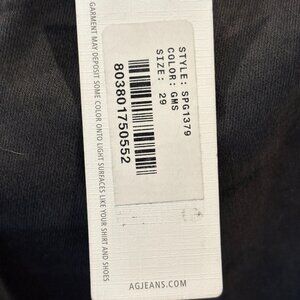 GARMENT MAY DEPOSIT SOME COLOR ONTO LIGHT SURFACES LIKE YOUR SHIRT AND SHOES
STYLE: SPG1379
COLOR: GMS
SIZE: 29
803801750552
AGJEANS.COM